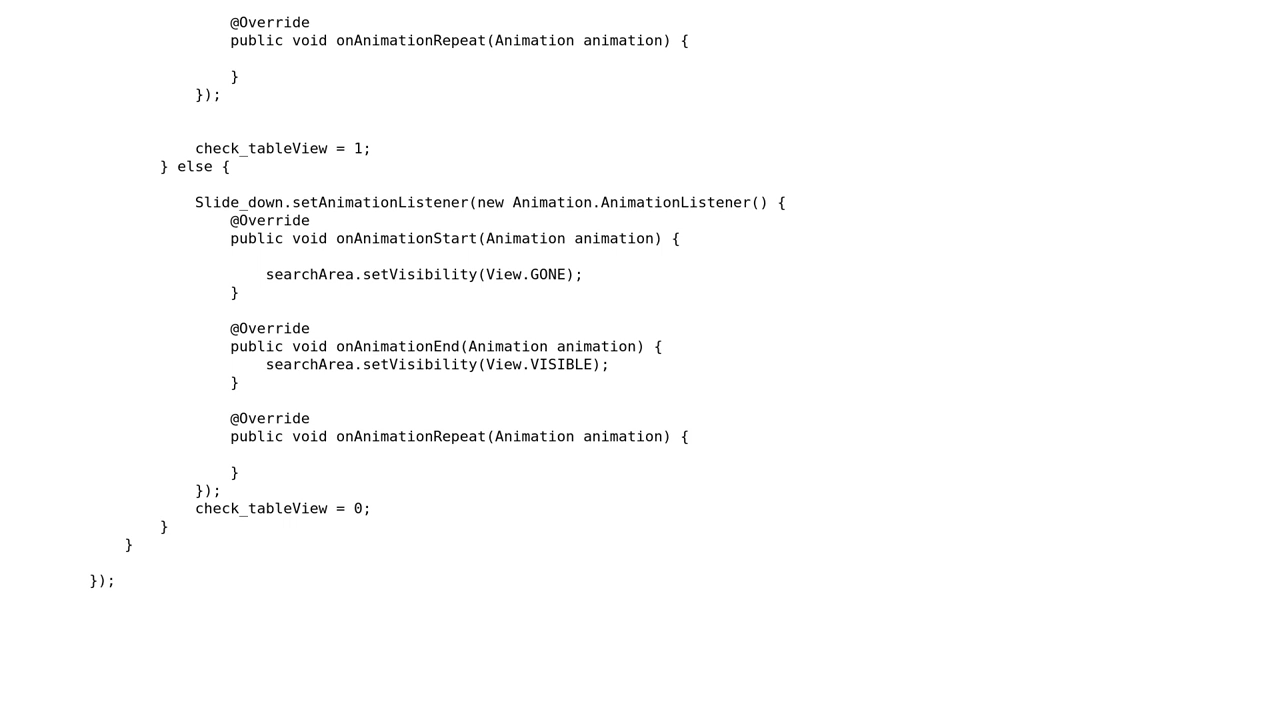 @Override
public void onAnimationRepeat(Animation animation) {
}
});
check_tableView = 1;
} else {
Slide_down.setAnimationListener(new Animation.AnimationListener() {
@Override
public void onAnimationStart(Animation animation) {
searchArea.setVisibility(View.GONE);
}
@Override
public void onAnimationEnd(Animation animation) {
searchArea.setVisibility(View.VISIBLE);
}
@Override
public void onAnimationRepeat(Animation animation) {
}
});
check_tableView = 0;
}
}
});